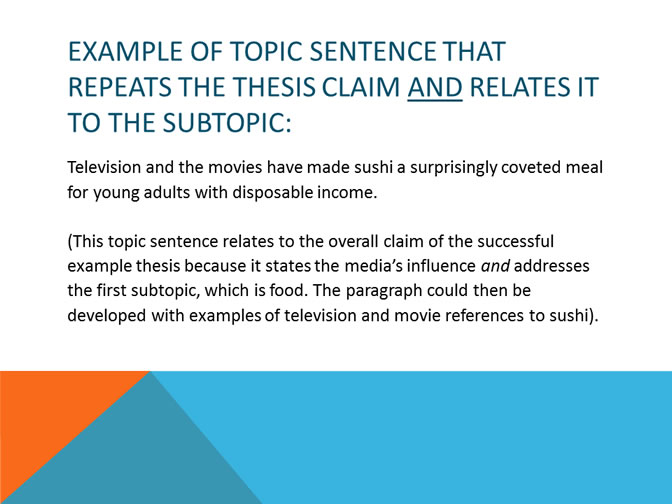 EXAMPLE OF TOPIC SENTENCE THAT
REPEATS THE THESIS CLAIM AND RELATES IT
TO THE SUBTOPIC:
Television and the movies have made sushi a surprisingly coveted meal
for young adults with disposable income.
(This topic sentence relates to the overall claim of the successful
example thesis because it states the media's influence and addresses
the first subtopic, which is food. The paragraph could then be
developed with examples of television and movie references to sushi).